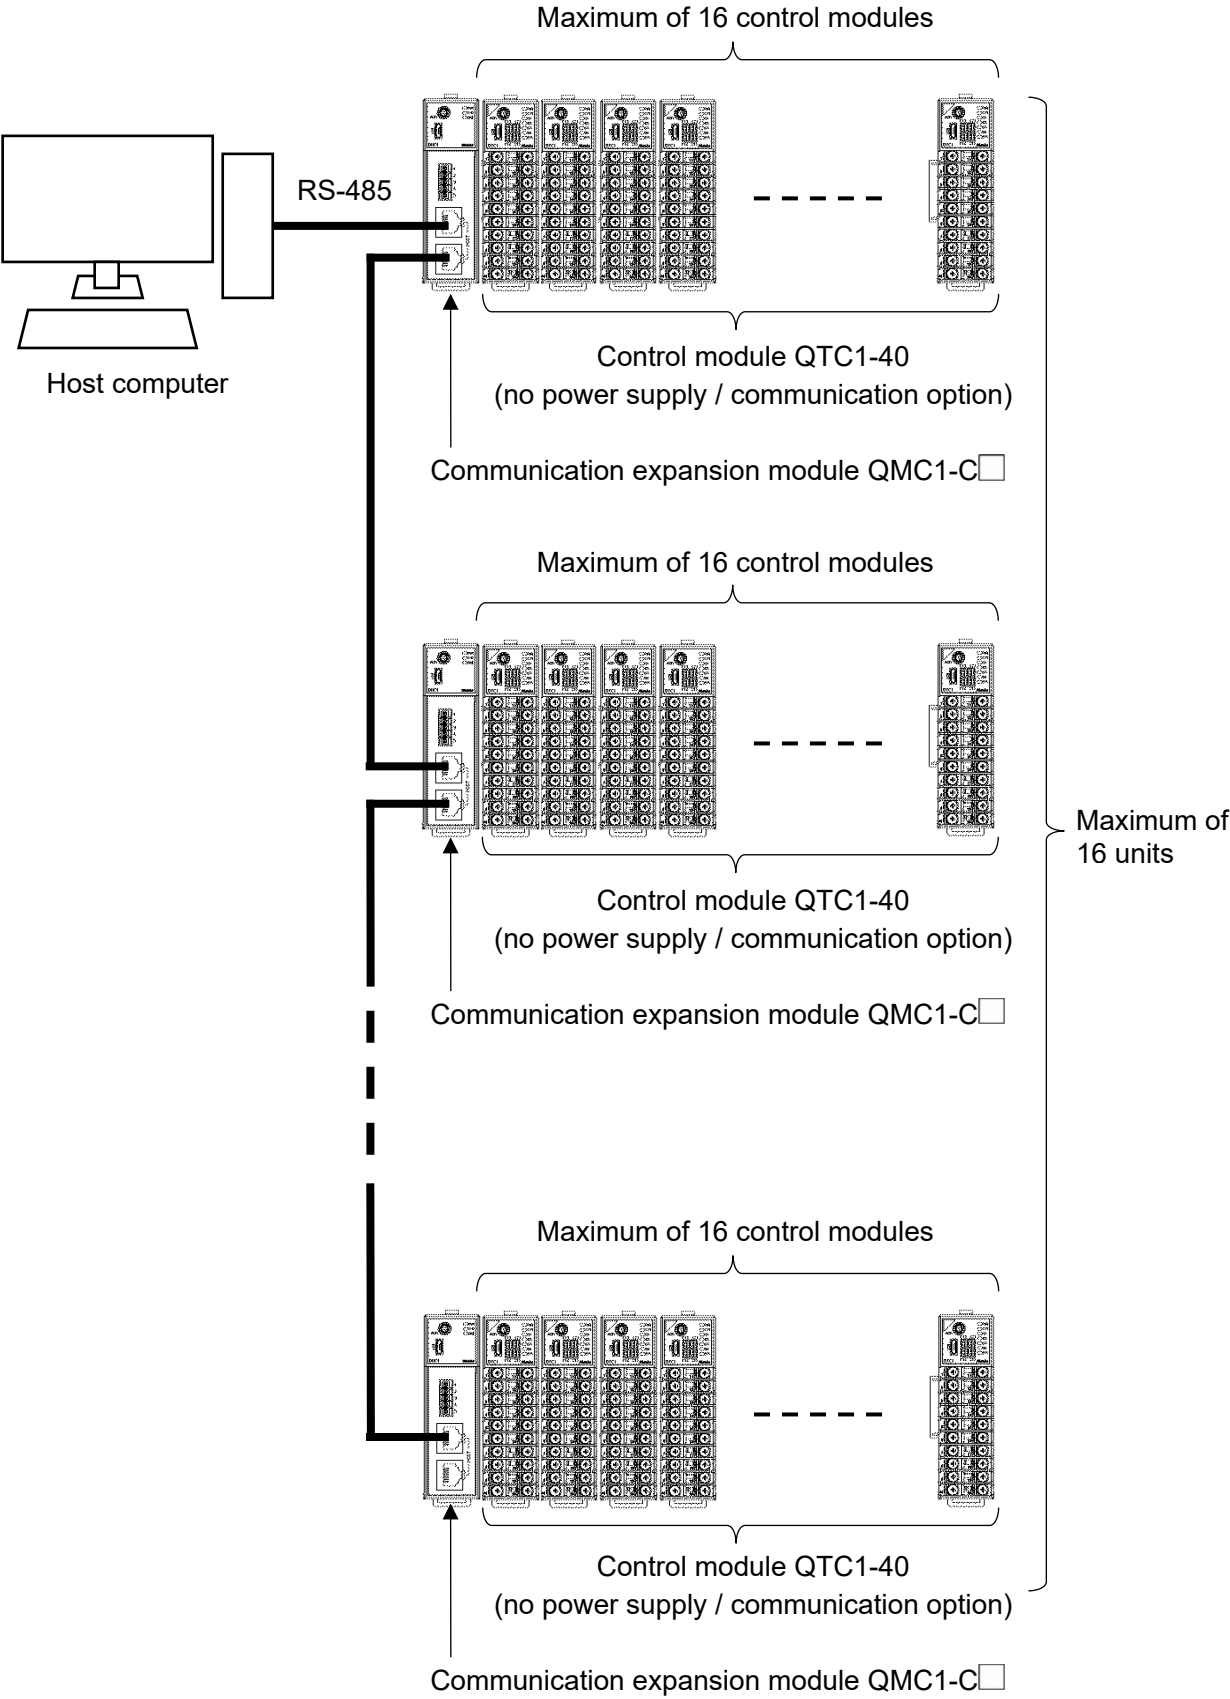 Maximum of 16 control modules
RS-485
Host computer
Control module QTC1-40
(no power supply / communication option)
Communication expansion module QMC1-C□
Maximum of 16 control modules
Maximum of
16 units
Control module QTC1-40
(no power supply / communication option)
Communication expansion module QMC1-C□
Maximum of 16 control modules
Control module QTC1-40
(no power supply / communication option)
Communication expansion module QMC1-C□